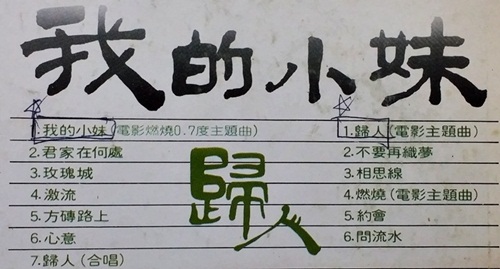 我的小妹
1.我的小妹(電影燃燒0.7度主題曲)
2.君家在何處
3.玫瑰城
4.激流
5.方磚路上
6.心意
7.歸人(合唱)
歸人
1.歸人(電影主題曲)
2.不要再織夢
3.相思線
4.燃燒(電影主題曲)
5.約會
6.問流水